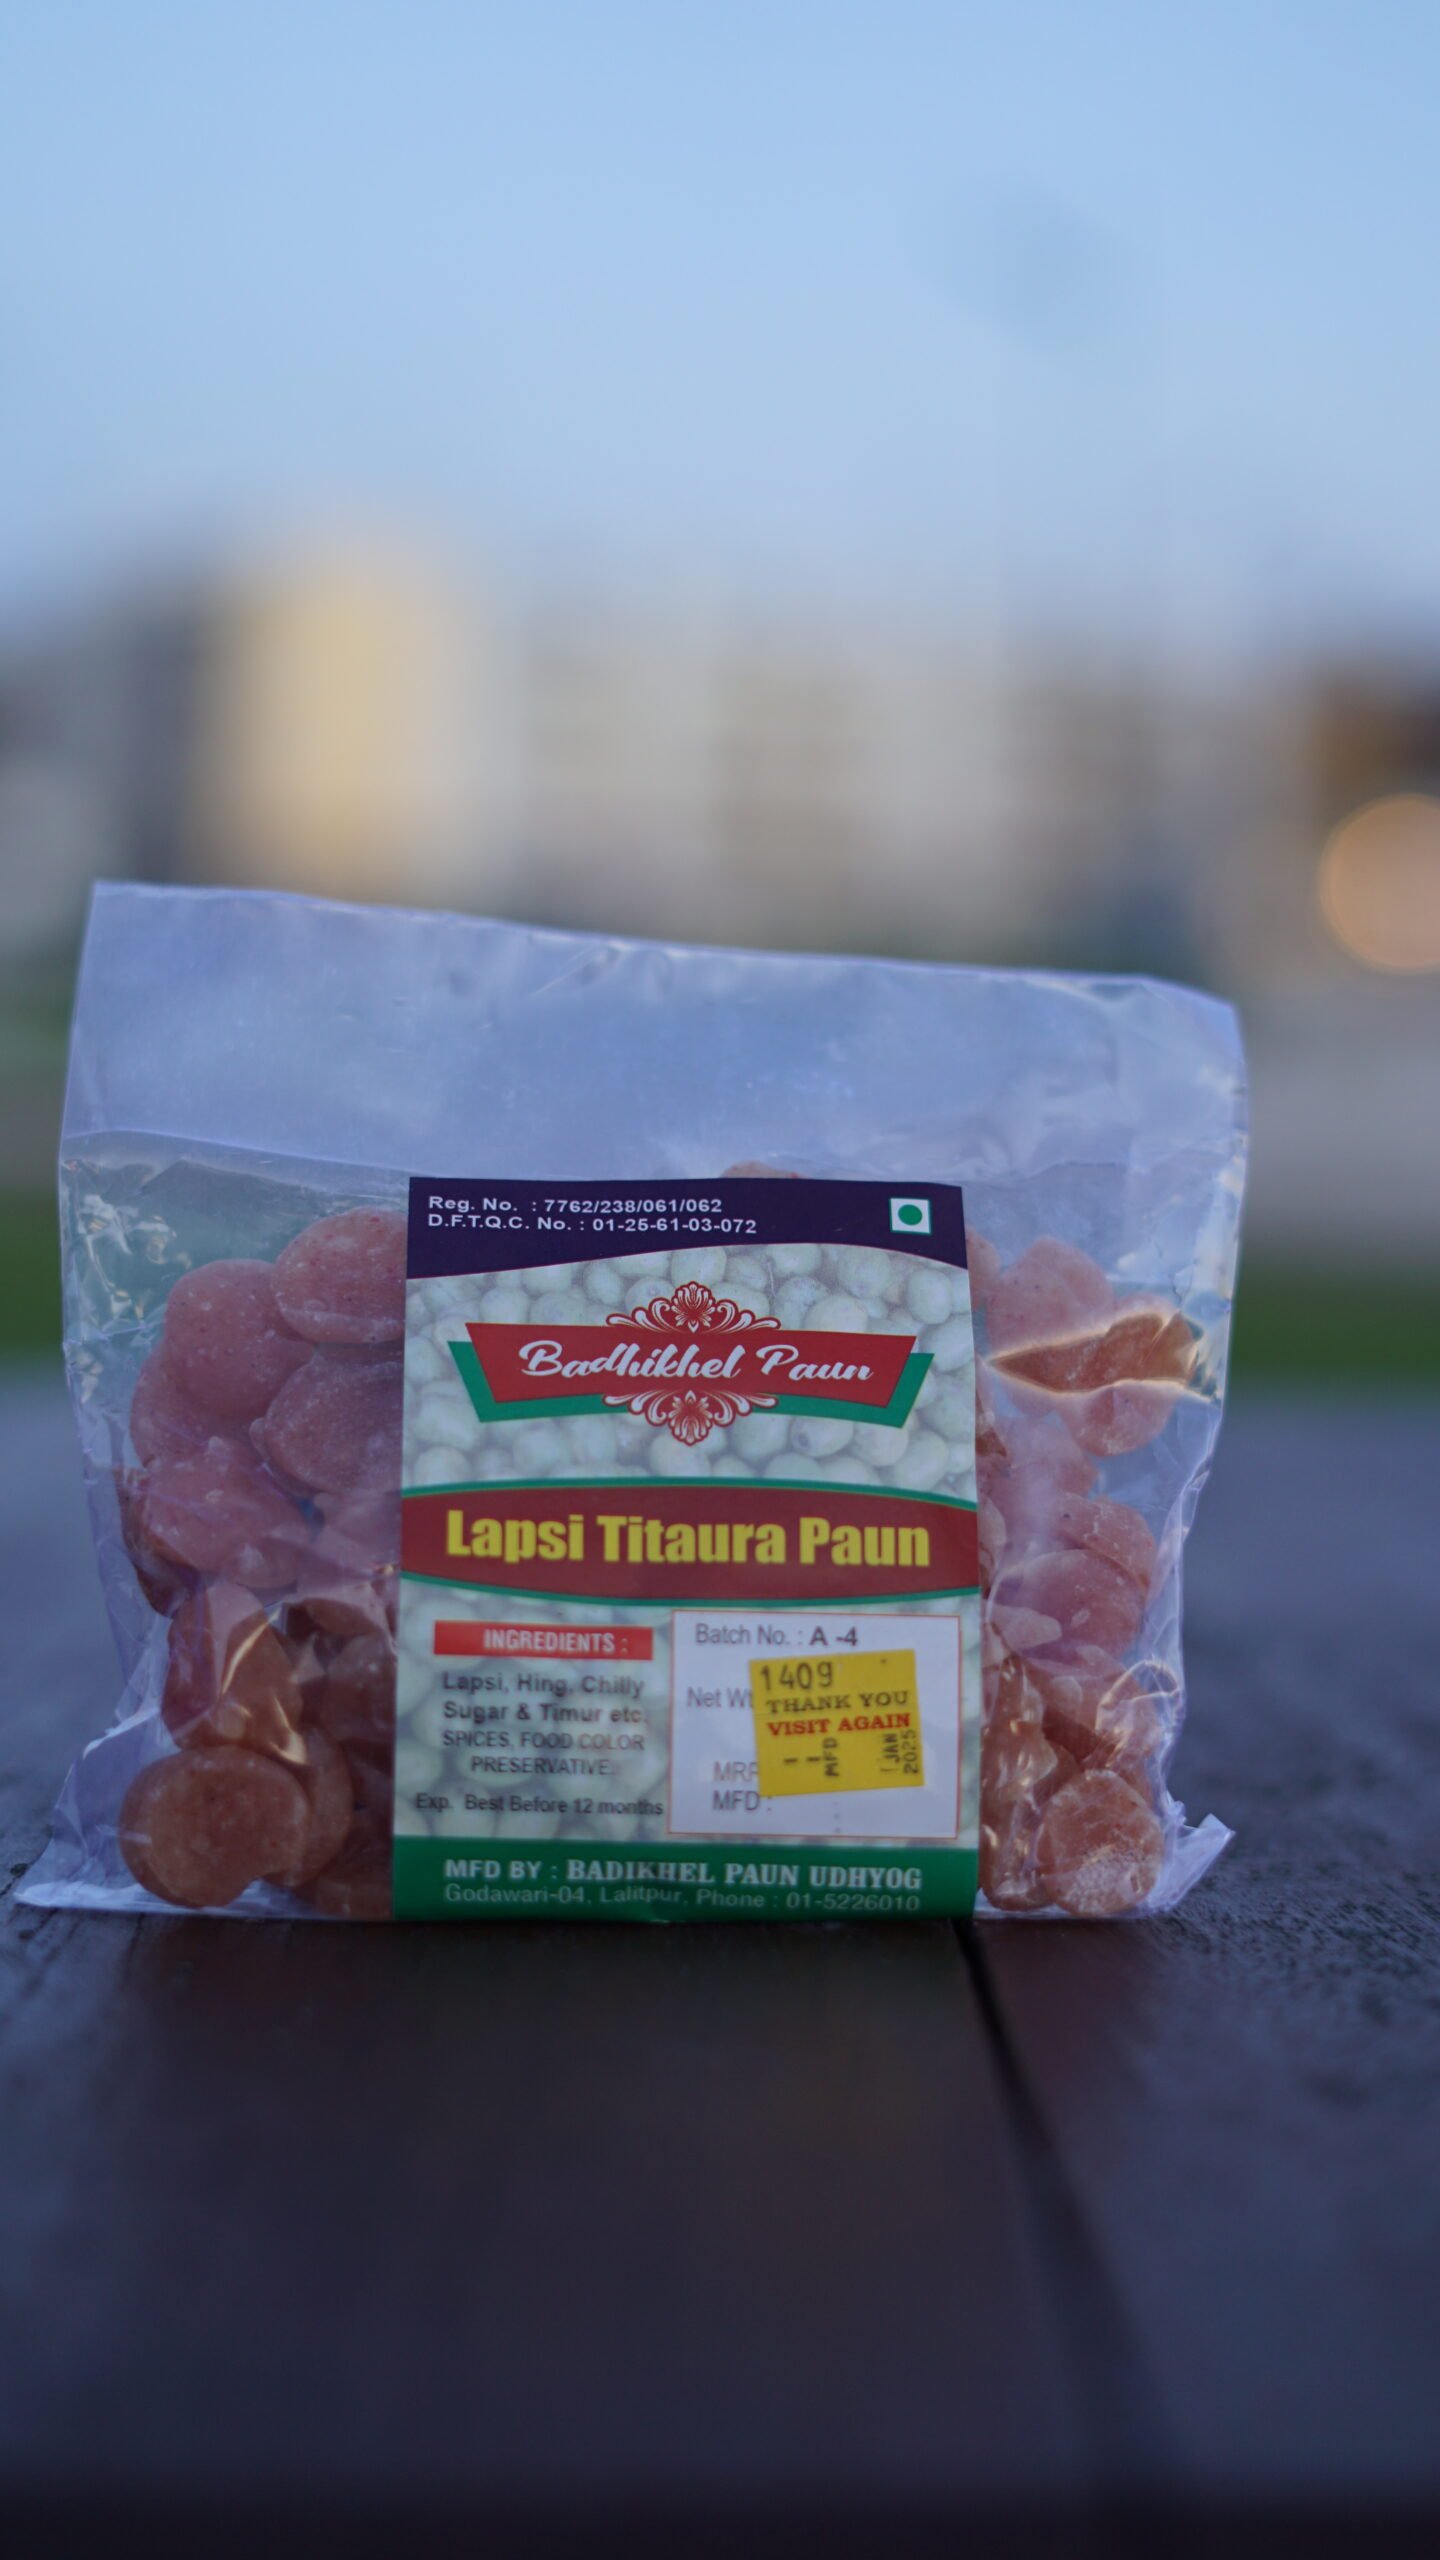 Reg. No. : 7762/238/061/062
D.F.T.Q.C. No. : 01-25-61-03-072
Badhikhel Paun
Lapsi Titaura Paun
INGREDIENTS :
Lapsi, Hing, Chilly
Sugar & Timur etc.
SPICES, FOOD COLOR
PRESERVATIVE.
Exp. Best Before 12 months
Batch No. : A -4
Net Wt
MRP
MFD :
1409
THANK YOU
VISIT AGAIN
MFD
1 JAN
2025
MFD BY : BADIKHEL PAUN UDHYOG
Godawari-04, Lalitpur, Phone : 01-5226010